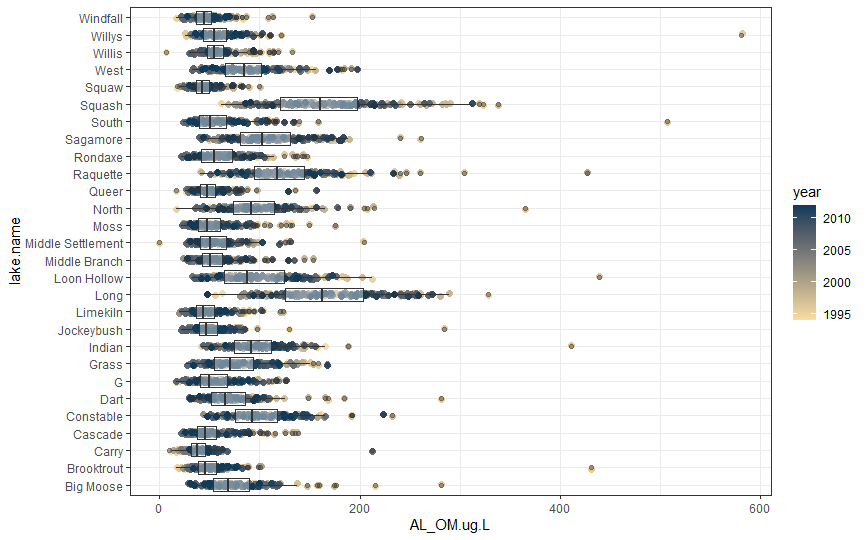 Windfall
Willys
Willis
West
Squaw
Squash
South
Sagamore
Rondaxe
Raquette
Queer
North
Moss
Middle Settlement
Middle Branch
Loon Hollow
Long
Limekiln
Jockeybush
Indian
Grass
G
Dart
Constable
Cascade
Carry
Brooktrout
Big Moose
lake.name
0 200 400 600
AL_OM.ug.L
year
2010
2005
2000
1995